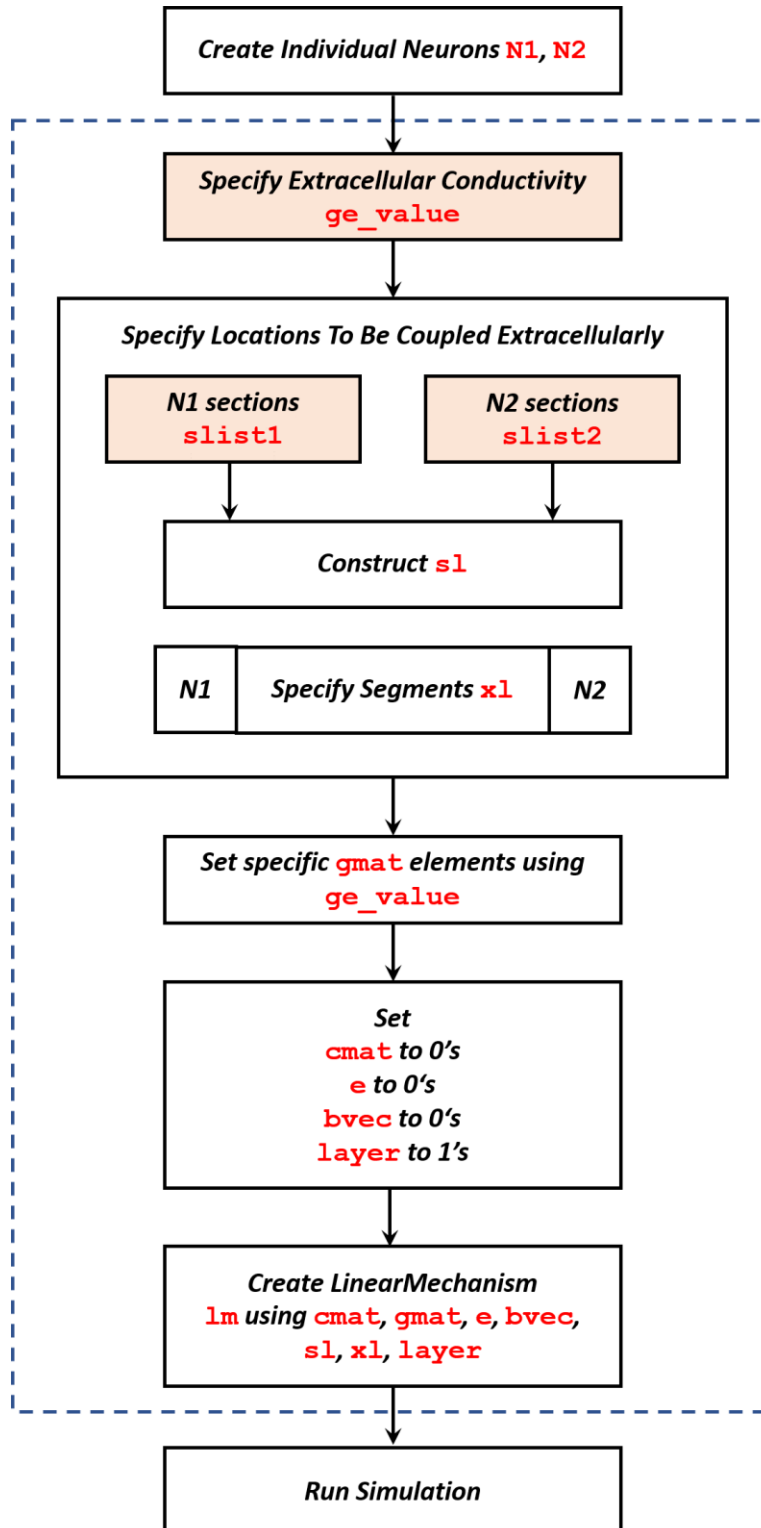 Create Individual Neurons N1, N2
Specify Extracellular Conductivity
ge_value
Specify Locations To Be Coupled Extracellularly
N1 sections
slist1
N2 sections
slist2
Construct sl
N1
Specify Segments xl
N2
Set specific gmat elements using
ge_value
Set
cmat to 0’s
e to 0‘s
bvec to 0‘s
layer to 1’s
Create LinearMechanism
lm using cmat, gmat, e, bvec,
sl, xl, layer
Run Simulation